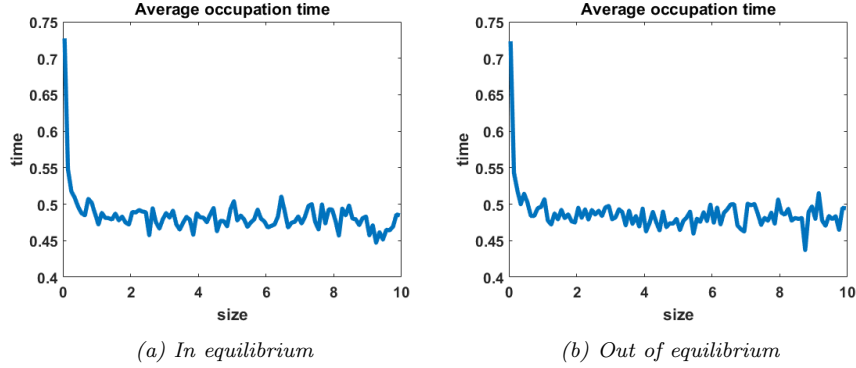 Average occupation time
0.75
0.7
0.65
0.6
0.55
0.5
0.45
0.4
time
0 2 4 6 8 10
size
(a) In equilibrium
Average occupation time
0.75
0.7
0.65
0.6
0.55
0.5
0.45
0.4
time
0 2 4 6 8 10
size
(b) Out of equilibrium